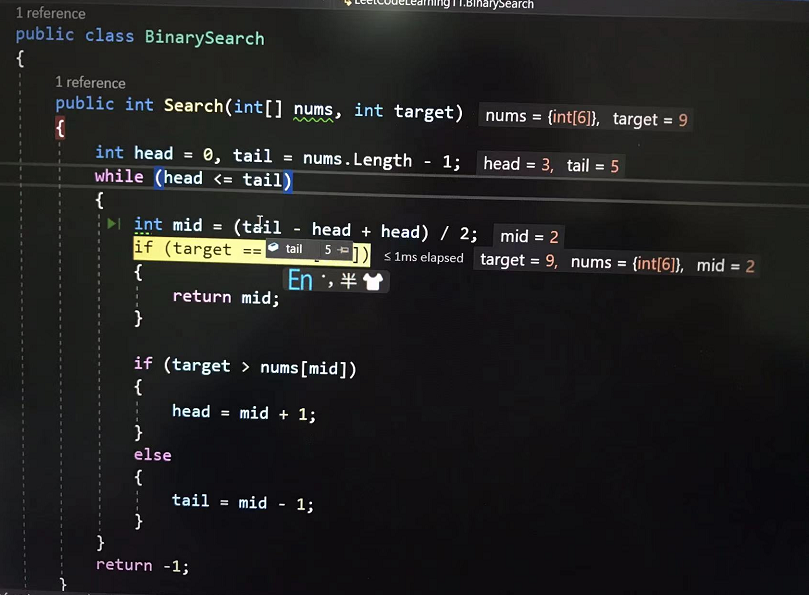 LeetCodeLearning11.BinarySearch
1 reference
public class BinarySearch
{
1 reference
public int Search(int[] nums, int target) nums = {int[6]}, target = 9
{
int head = 0, tail = nums.Length - 1; head = 3, tail = 5
while (head <= tail)
{
int mid = (tail - head + head) / 2; mid = 2
if (target == ]) ≤ 1ms elapsed target = 9, nums = {int[6]}, mid = 2
tail 5
{
En 半
return mid;
}
if (target > nums[mid])
{
head = mid + 1;
}
else
{
tail = mid - 1;
}
}
return -1;
}